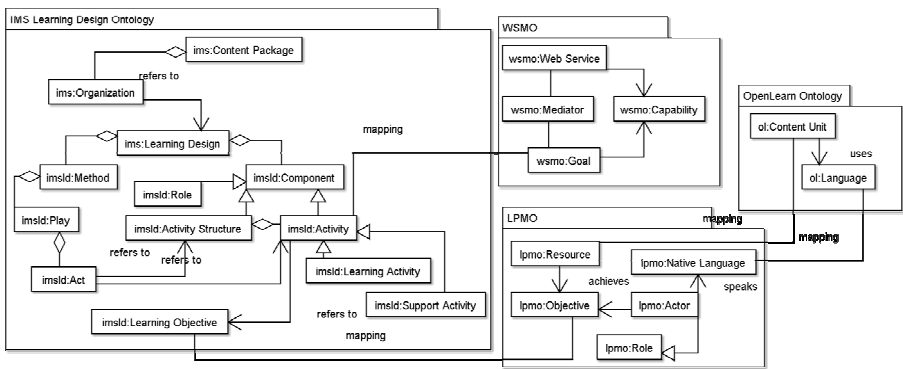 IMS Learning Design Ontology
ims:Content Package
refers to
ims:Organization
ims:Learning Design
imsld:Method
imsld:Component
imsld:Role
imsld:Play
imsld:Activity Structure
imsld:Activity
refers to
refers to
imsld:Act
imsld:Learning Activity
imsld:Support Activity
refers to
imsld:Learning Objective
mapping
mapping
WSMO
wsmo:Web Service
wsmo:Mediator
wsmo:Capability
wsmo:Goal
OpenLearn Ontology
ol:Content Unit
uses
ol:Language
mapping
mapping
LPMO
lpmo:Resource
lpmo:Native Language
achieves
speaks
lpmo:Objective
lpmo:Actor
lpmo:Role